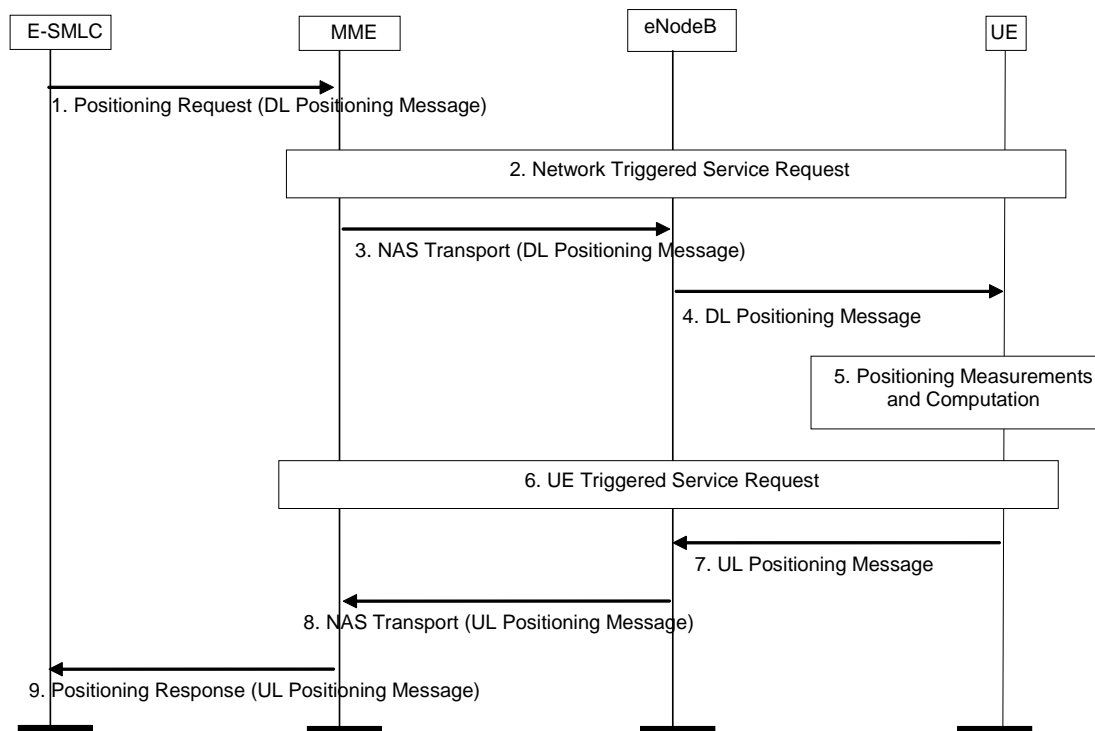 E-SMLC
MME
eNodeB
UE
1. Positioning Request (DL Positioning Message)
2. Network Triggered Service Request
3. NAS Transport (DL Positioning Message)
4. DL Positioning Message
5. Positioning Measurements
and Computation
6. UE Triggered Service Request
7. UL Positioning Message
8. NAS Transport (UL Positioning Message)
9. Positioning Response (UL Positioning Message)